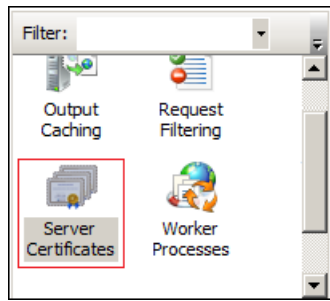 Filter:
Output
Caching
Request
Filtering
Server
Certificates
Worker
Processes